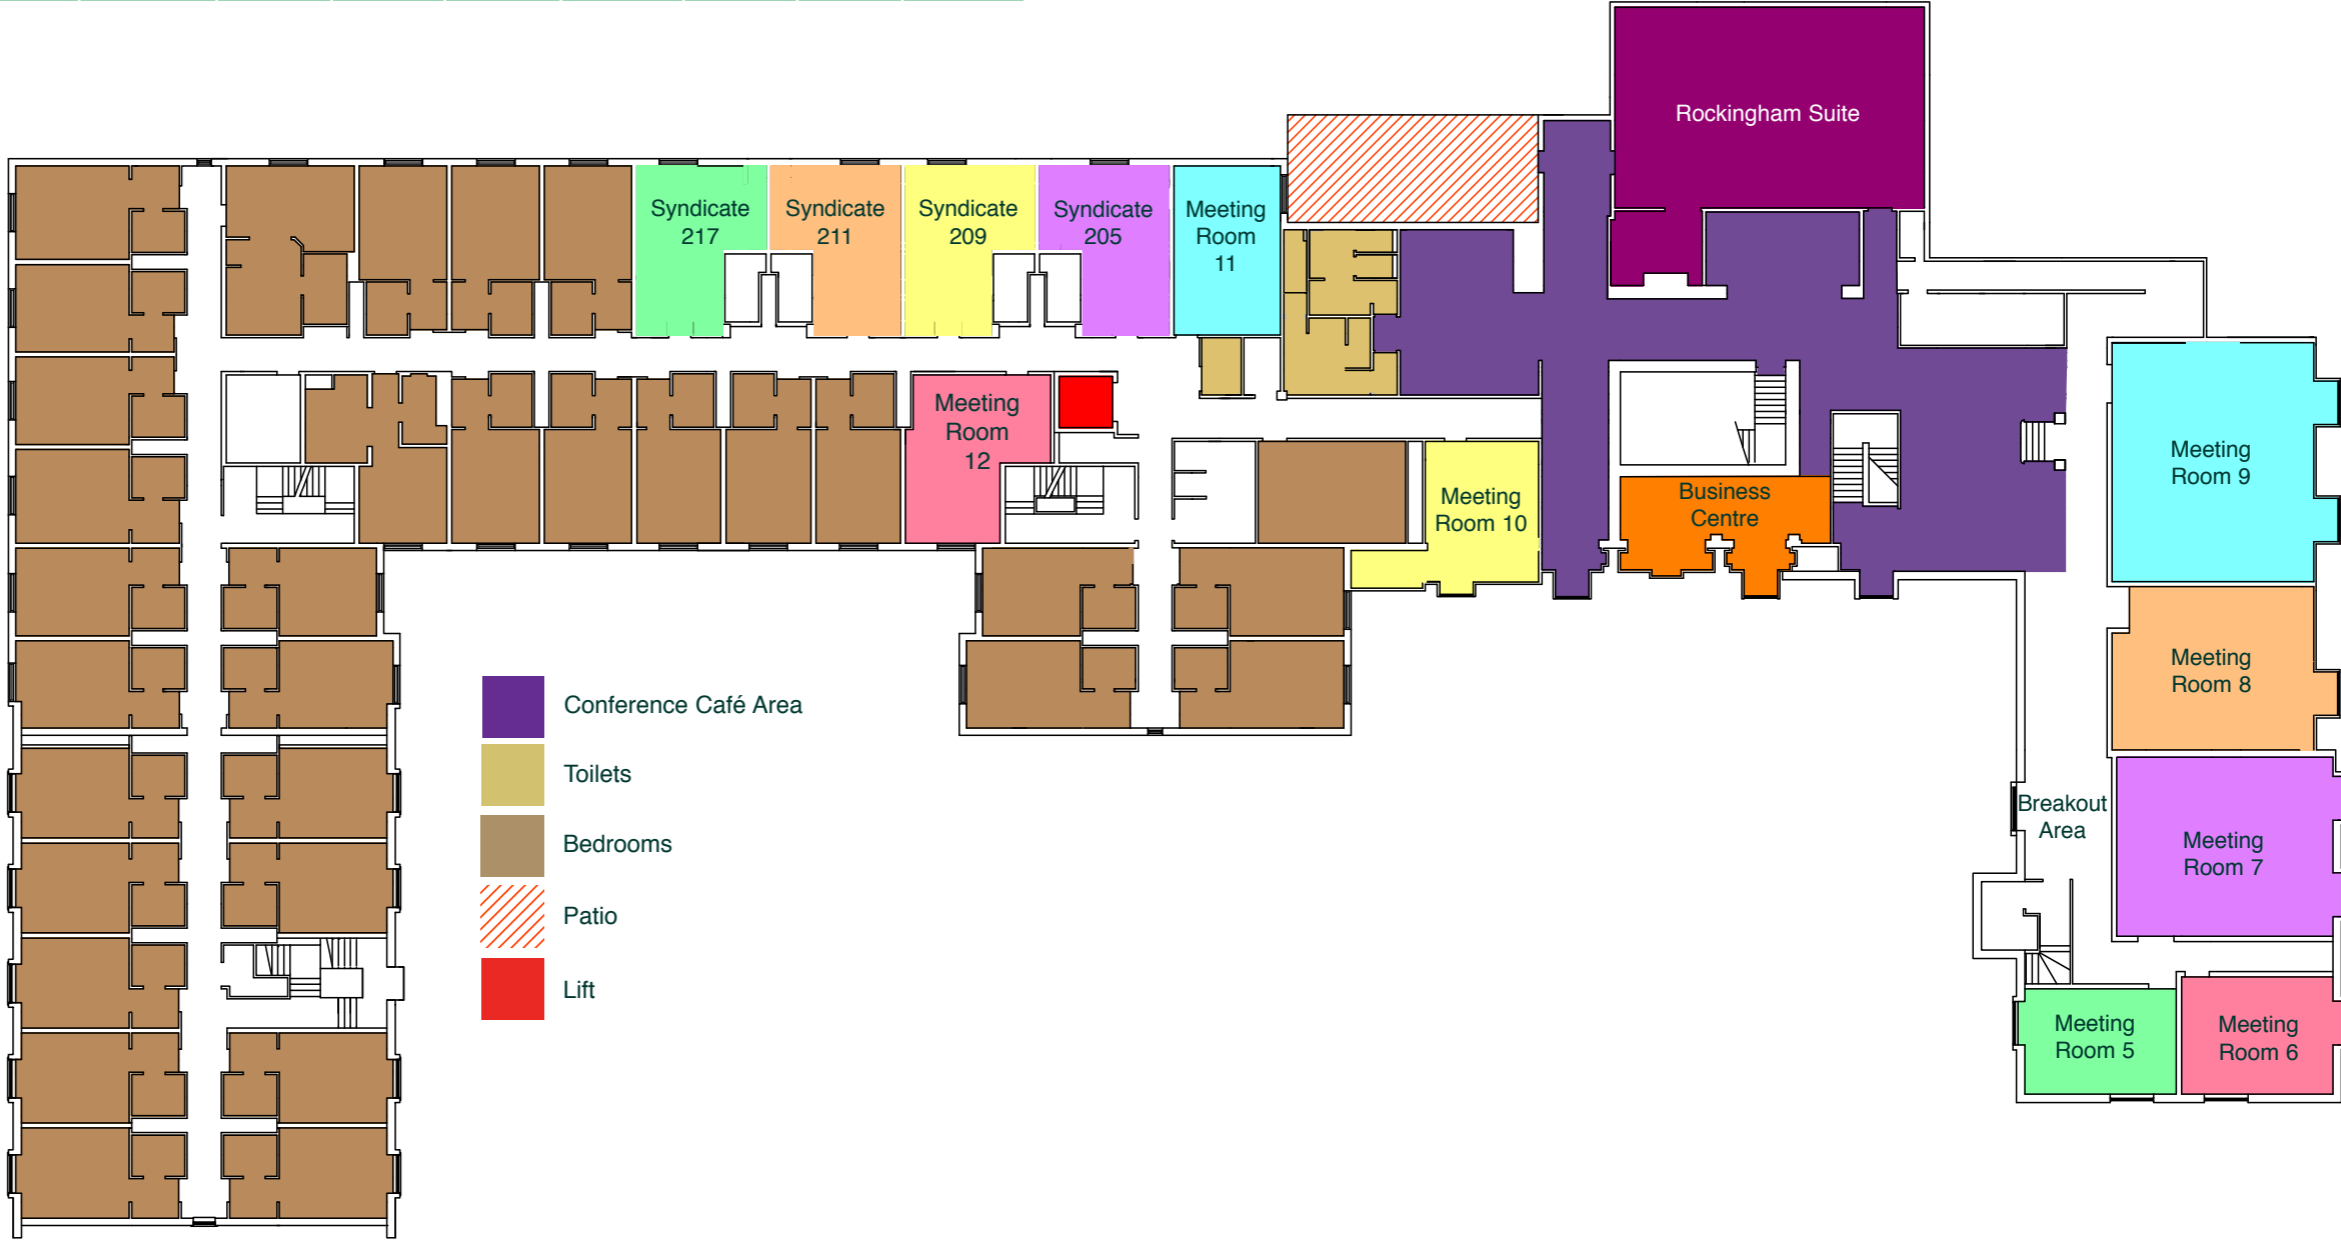 Rockingham Suite
Syndicate
217
Syndicate
211
Syndicate
209
Syndicate
205
Meeting
Room
11
Meeting
Room
12
Meeting
Room 10
Business
Centre
Meeting
Room 9
Meeting
Room 8
Breakout
Area
Meeting
Room 7
Meeting
Room 5
Meeting
Room 6
Conference Café Area
Toilets
Bedrooms
Patio
Lift